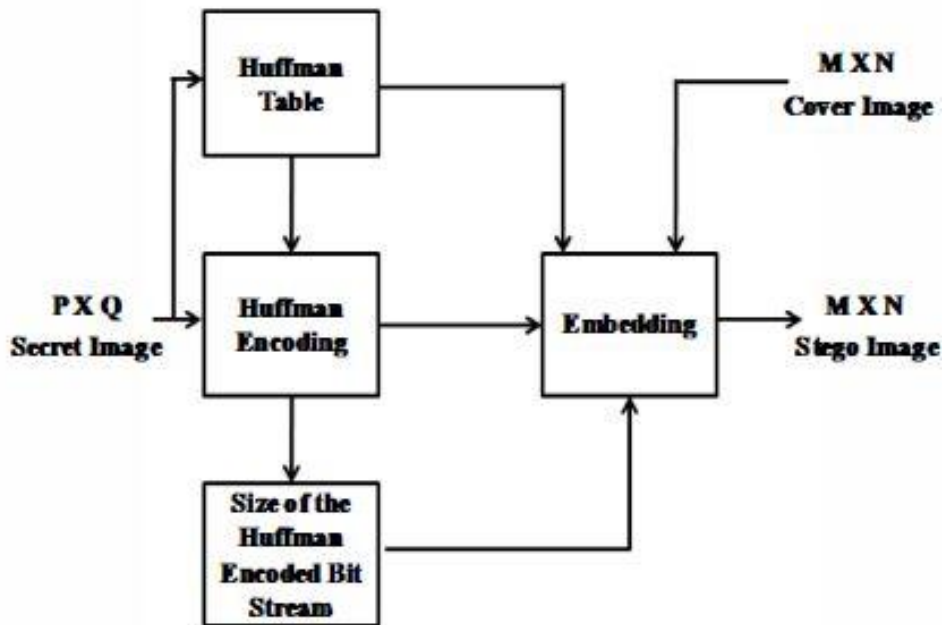 Huffman
Table
M X N
Cover Image
P X Q
Secret Image
Huffman
Encoding
Embedding
M X N
Stego Image
Size of the
Huffman
Encoded Bit
Stream